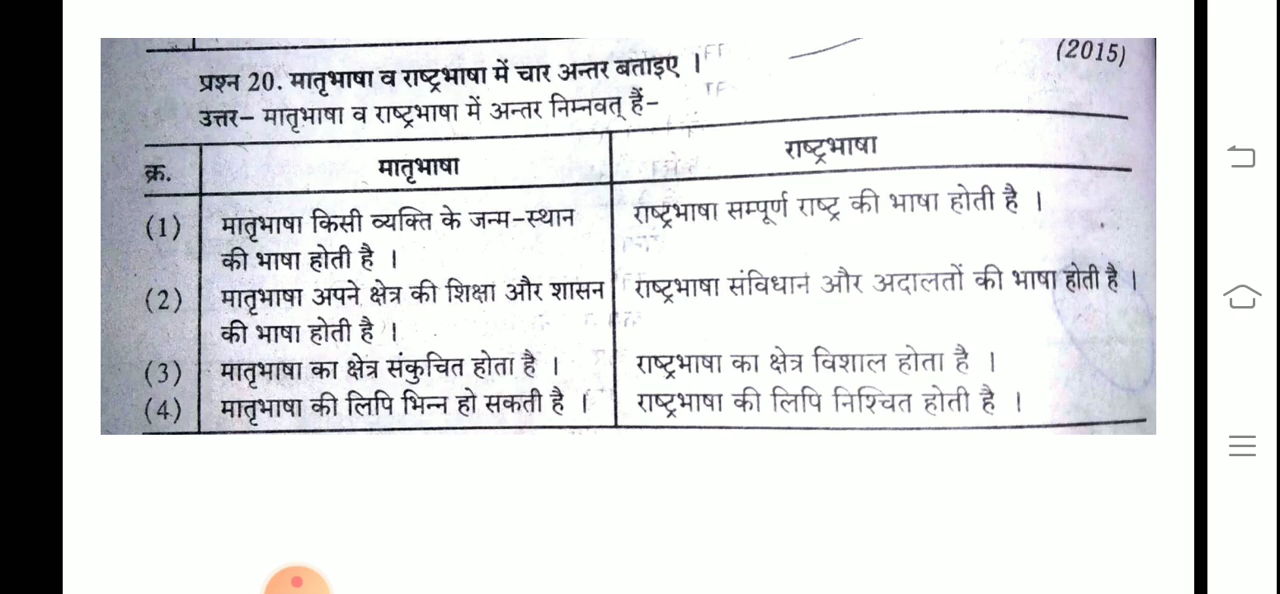 (2015)
प्रश्न 20. मातृभाषा व राष्ट्रभाषा में चार अन्तर बताइए ।
उत्तर– मातृभाषा व राष्ट्रभाषा में अन्तर निम्नवत् हैं–
क्र. मातृभाषा राष्ट्रभाषा
(1) मातृभाषा किसी व्यक्ति के जन्म-स्थान राष्ट्रभाषा सम्पूर्ण राष्ट्र की भाषा होती है ।
की भाषा होती है ।
(2) मातृभाषा अपने क्षेत्र की शिक्षा और शासन राष्ट्रभाषा संविधान और अदालतों की भाषा होती है ।
की भाषा होती है ।
(3) मातृभाषा का क्षेत्र संकुचित होता है । राष्ट्रभाषा का क्षेत्र विशाल होता है ।
(4) मातृभाषा की लिपि भिन्न हो सकती है । राष्ट्रभाषा की लिपि निश्चित होती है ।